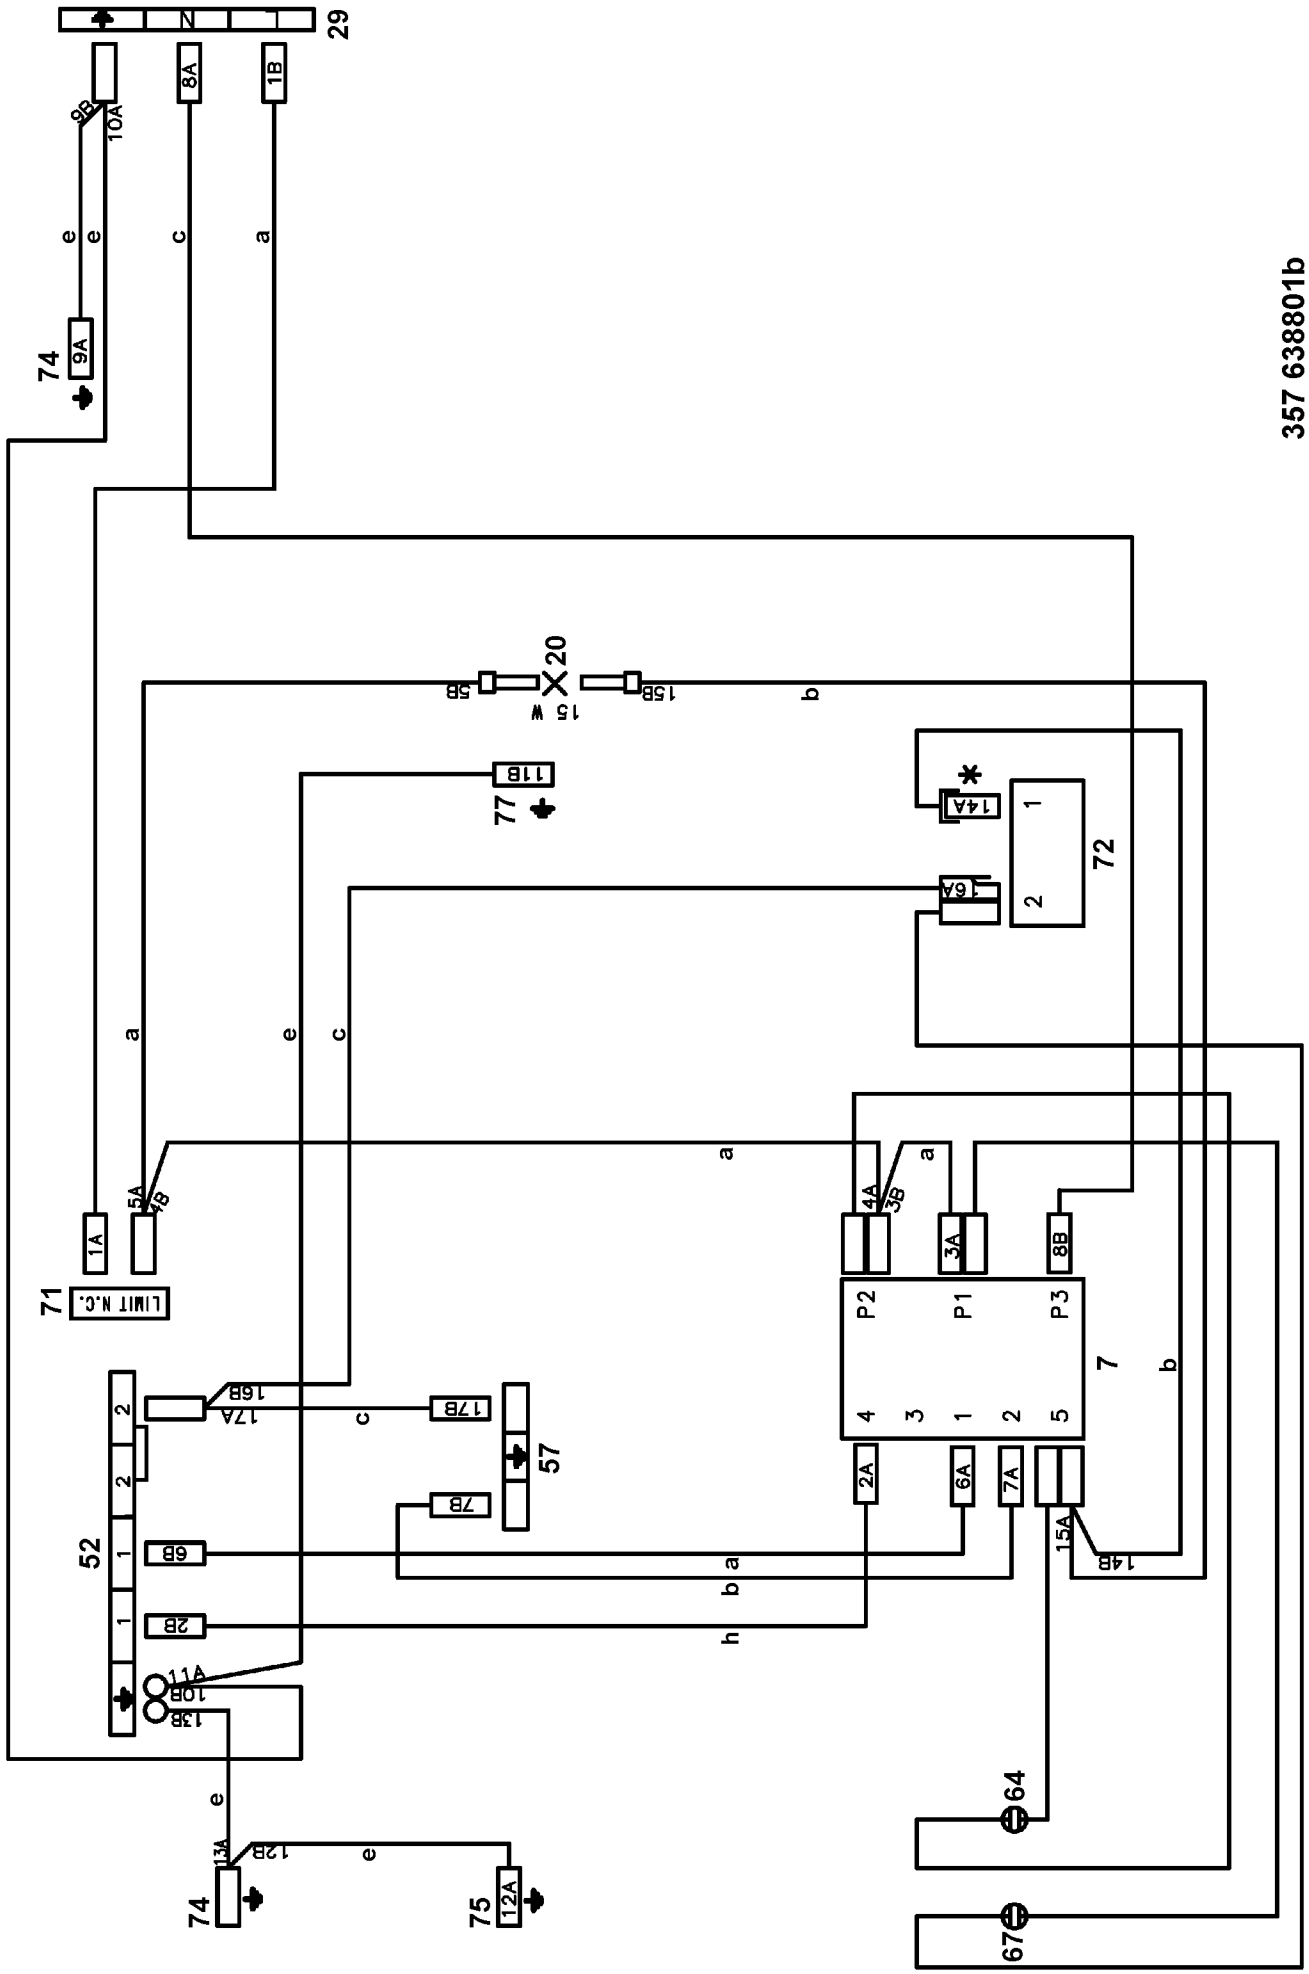 N
L
29
8A
1B
9B
10A
e
e
c
a
74
9A
357 638801b
5B
20
15 W
15B
b
11B
77
14A
*
1
16A
2
72
a
e
c
a
a
5A
4B
4A
3B
1A
3A
8B
71
LIMIT N.C.
P2
P1
P3
7
b
4
3
1
2
5
2
2
1
1
52
16B
17A
c
17B
57
7B
2A
6A
7A
15A
14B
6B
a
b
2B
h
11A
10B
13B
e
13A
12B
e
74
75
12A
64
67